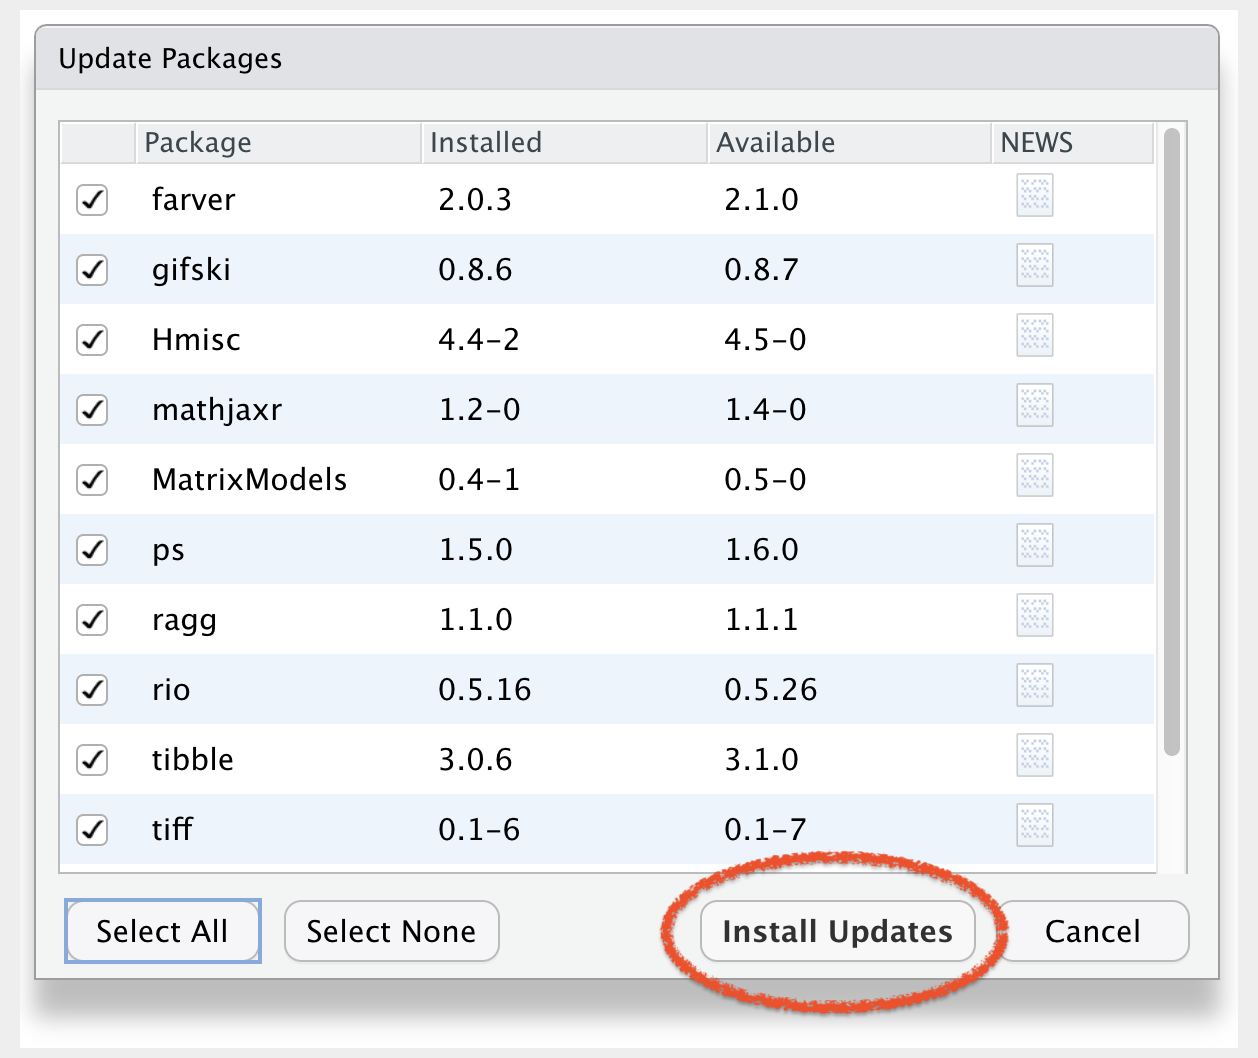 Update Packages
Package Installed Available NEWS
farver 2.0.3 2.1.0
gifski 0.8.6 0.8.7
Hmisc 4.4-2 4.5-0
mathjaxr 1.2-0 1.4-0
MatrixModels 0.4-1 0.5-0
ps 1.5.0 1.6.0
ragg 1.1.0 1.1.1
rio 0.5.16 0.5.26
tibble 3.0.6 3.1.0
tiff 0.1-6 0.1-7
Select All Select None Install Updates Cancel